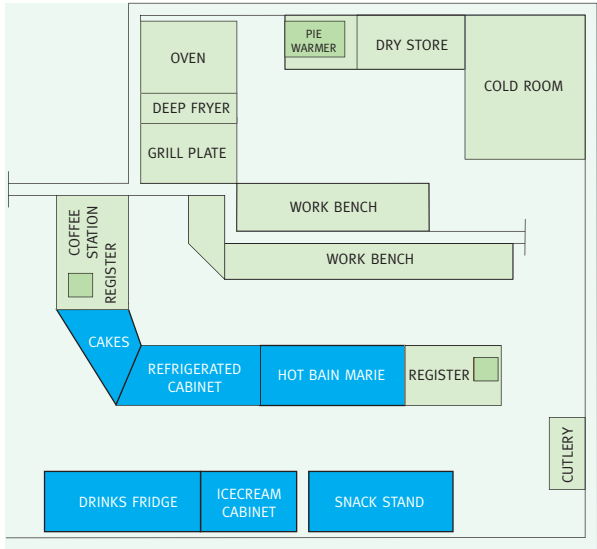 PIE
WARMER
DRY STORE
OVEN
COLD ROOM
DEEP FRYER
GRILL PLATE
WORK BENCH
COFFEE
STATION
REGISTER
WORK BENCH
CAKES
REFRIGERATED
CABINET
HOT BAIN MARIE
REGISTER
CUTLERY
DRINKS FRIDGE
ICECREAM
CABINET
SNACK STAND